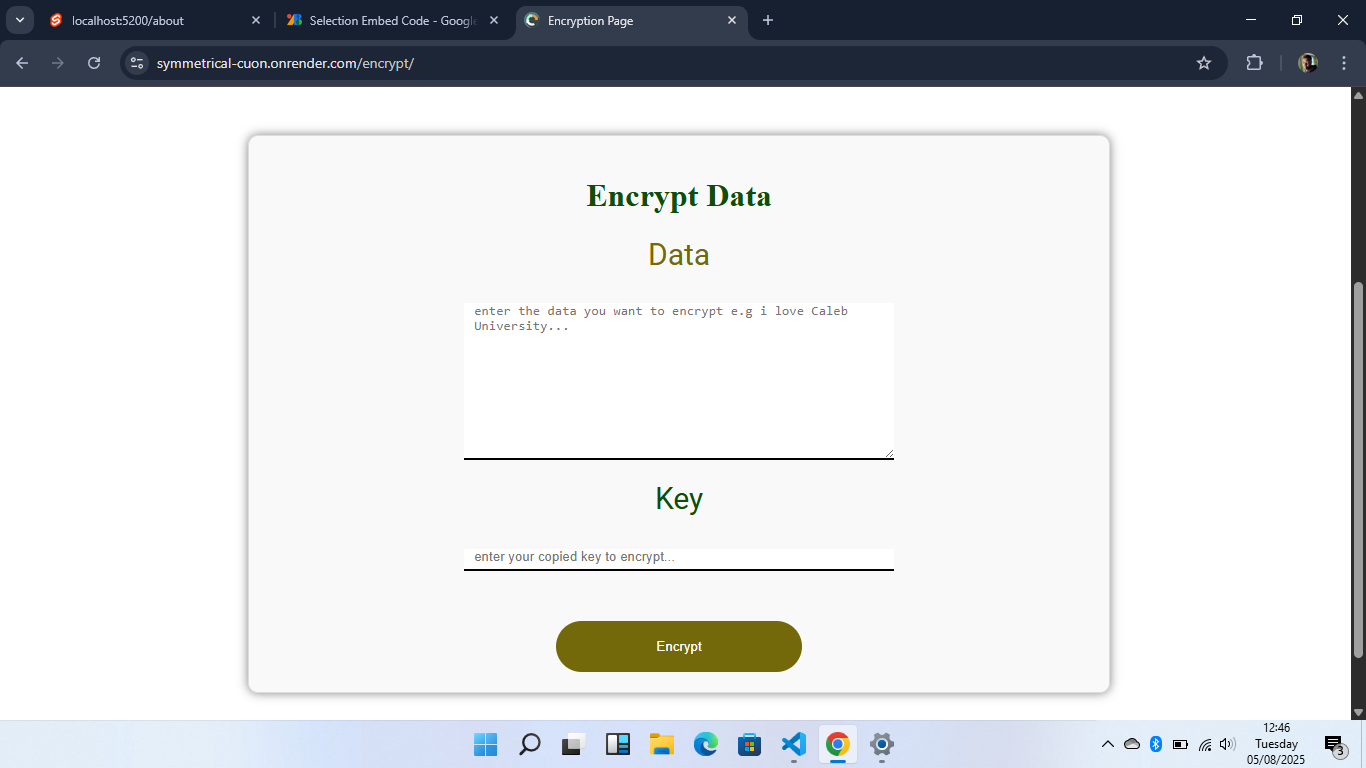 localhost:5200/about
Selection Embed Code - Google
Encryption Page
symmetrical-cuon.onrender.com/encrypt/
Encrypt Data
Data
enter the data you want to encrypt e.g i love Caleb
University...
Key
enter your copied key to encrypt...
Encrypt
12:46
Tuesday
05/08/2025
3